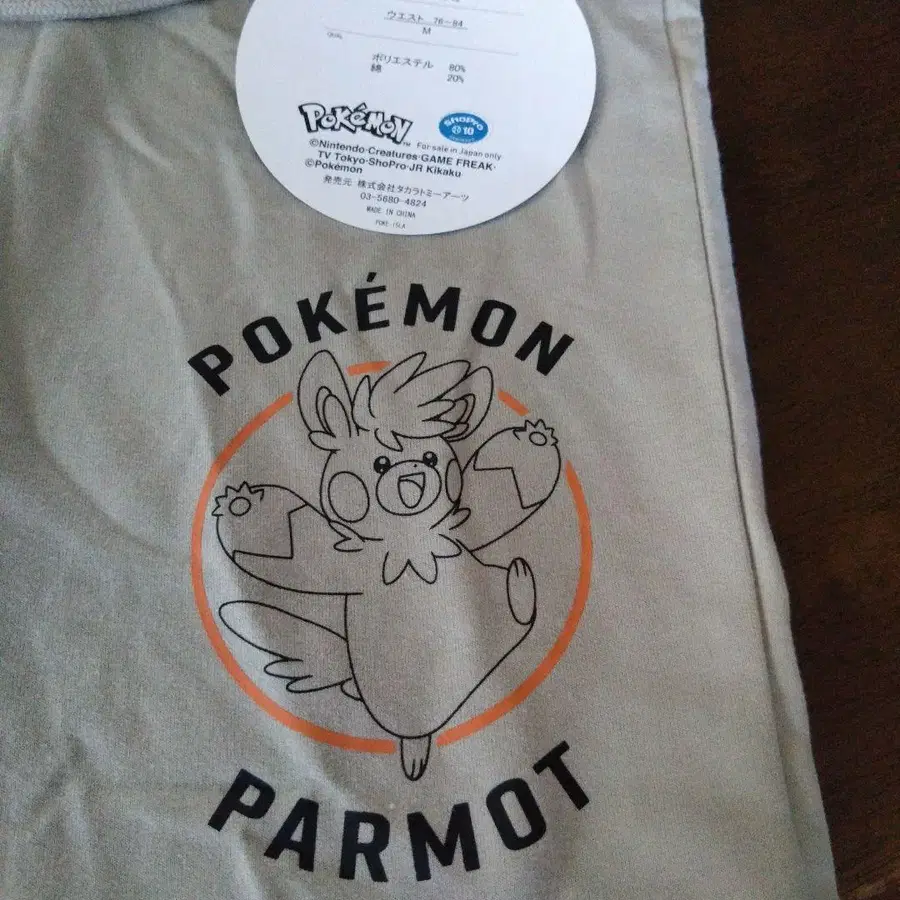 ウエスト 76~84
M
ポリエステル 80%
綿 20%
POKéMON™
ShoPro
10
For sale in Japan only
©Nintendo・Creatures・GAME FREAK・
TV Tokyo・ShoPro・JR Kikaku
©Pokémon
発売元 株式会社タカラトミーアーツ
03-5680-4824
MADE IN CHINA
POKÉMON
PARMOT